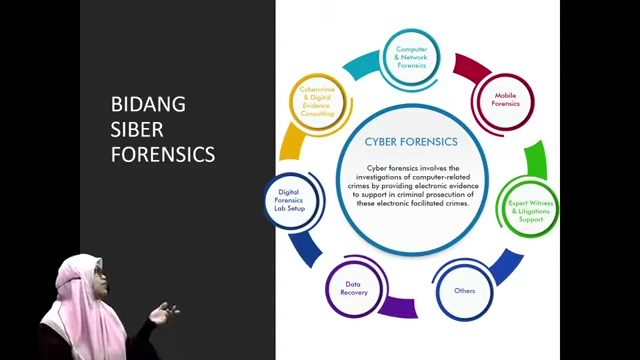 BIDANG
SIBER
FORENSICS
Computer
& Network
Forensics
Mobile
Forensics
Expert Witness
& Litigations
Support
Others
Data
Recovery
Digital
Forensics
Lab Setup
Cybercrime
& Digital
Evidence
Consulting
CYBER FORENSICS
Cyber forensics involves the
investigations of computer-related
crimes by providing electronic evidence
to support in criminal prosecution of
these electronic facilitated crimes.